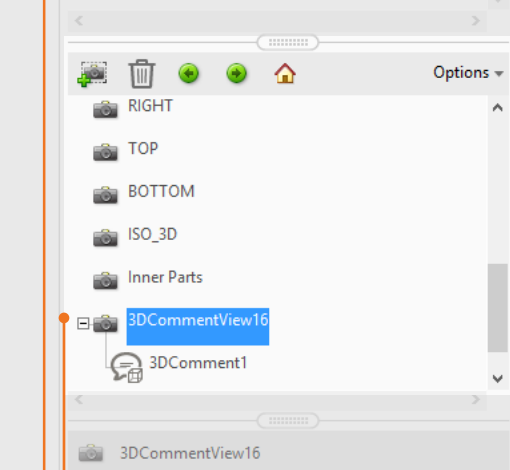 Options
RIGHT
TOP
BOTTOM
ISO_3D
Inner Parts
3DCommentView16
3DComment1
3DCommentView16